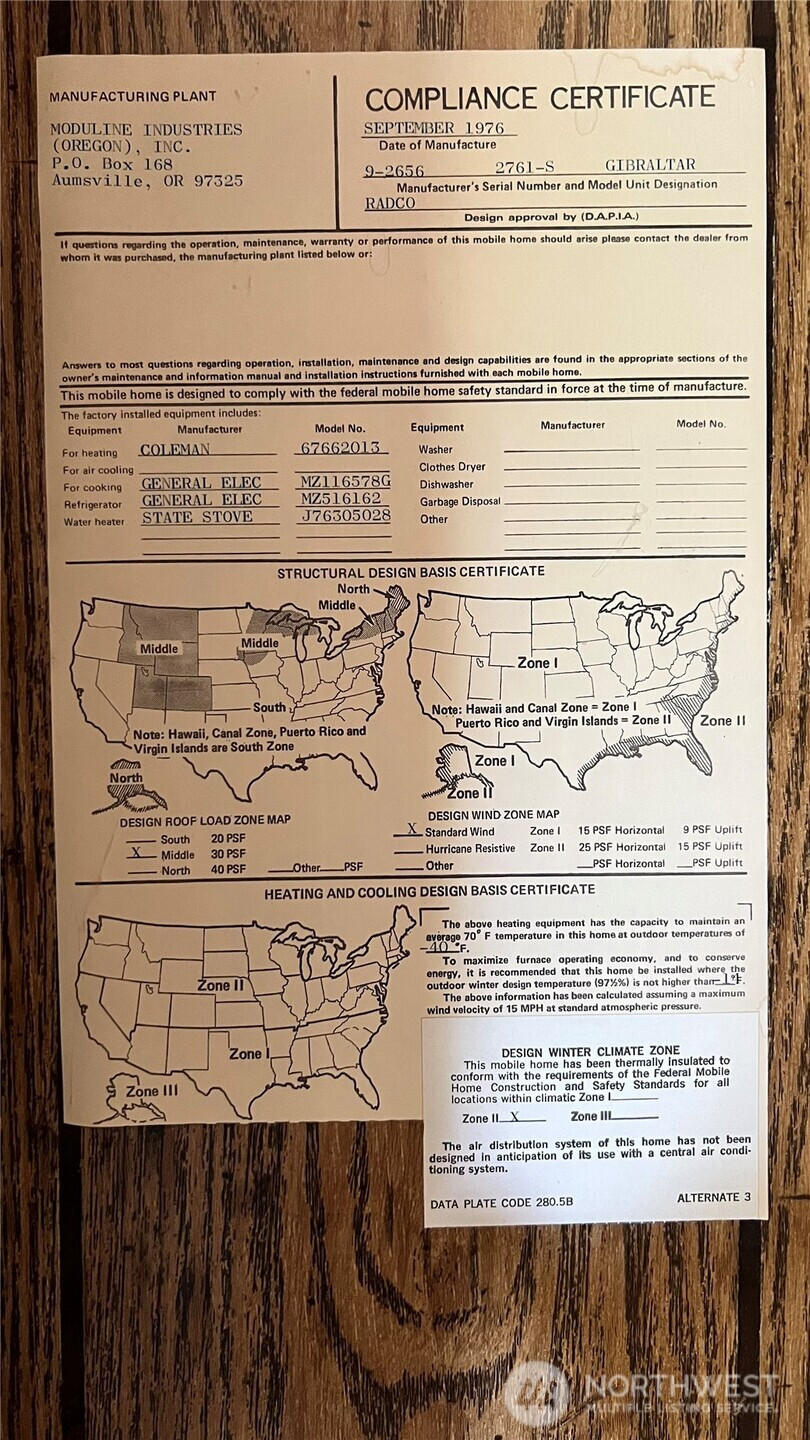 MANUFACTURING PLANT
MODULINE INDUSTRIES
(OREGON), INC.
P.O. Box 168
Aumsville, OR 97325
COMPLIANCE CERTIFICATE
SEPTEMBER 1976
Date of Manufacture
9-2656 2761-S GIBRALTAR
Manufacturer's Serial Number and Model Unit Designation
RADCO
Design approval by (D.A.P.I.A.)
If questions regarding the operation, maintenance, warranty or performance of this mobile home should arise please contact the dealer from
whom it was purchased, the manufacturing plant listed below or:
Answers to most questions regarding operation, installation, maintenance and design capabilities are found in the appropriate sections of the
owner's maintenance and information manual and installation instructions furnished with each mobile home.
This mobile home is designed to comply with the federal mobile home safety standard in force at the time of manufacture.
The factory installed equipment includes:
Equipment Manufacturer Model No. Equipment Manufacturer Model No.
For heating COLEMAN 67662013 Washer
For air cooling Clothes Dryer
For cooking GENERAL ELEC MZ116578G Dishwasher
Refrigerator GENERAL ELEC MZ516162 Garbage Disposal
Water heater STATE STOVE J76305028 Other
STRUCTURAL DESIGN BASIS CERTIFICATE
North
Middle
Middle
Middle
South
Note: Hawaii, Canal Zone, Puerto Rico and
Virgin Islands are South Zone
North
Zone I
Note: Hawaii and Canal Zone = Zone I
Puerto Rico and Virgin Islands = Zone II
Zone II
Zone I
Zone II
DESIGN ROOF LOAD ZONE MAP
South 20 PSF
X Middle 30 PSF
North 40 PSF Other PSF
DESIGN WIND ZONE MAP
X Standard Wind Zone I 15 PSF Horizontal 9 PSF Uplift
Hurricane Resistive Zone II 25 PSF Horizontal 15 PSF Uplift
Other PSF Horizontal PSF Uplift
HEATING AND COOLING DESIGN BASIS CERTIFICATE
Zone II
Zone I
Zone III
The above heating equipment has the capacity to maintain an
average 70° F temperature in this home at outdoor temperatures of
-40 °F.
To maximize furnace operating economy, and to conserve
energy, it is recommended that this home be installed where the
outdoor winter design temperature (97½%) is not higher than
The above information has been calculated assuming a maximum
wind velocity of 15 MPH at standard atmospheric pressure.
DESIGN WINTER CLIMATE ZONE
This mobile home has been thermally insulated to
conform with the requirements of the Federal Mobile
Home Construction and Safety Standards for all
locations within climatic Zone I
Zone II X Zone III
The air distribution system of this home has not been
designed in anticipation of its use with a central air condi-
tioning system.
DATA PLATE CODE 280.5B ALTERNATE 3
NORTHWEST
MULTIPLE LISTING SERVICE